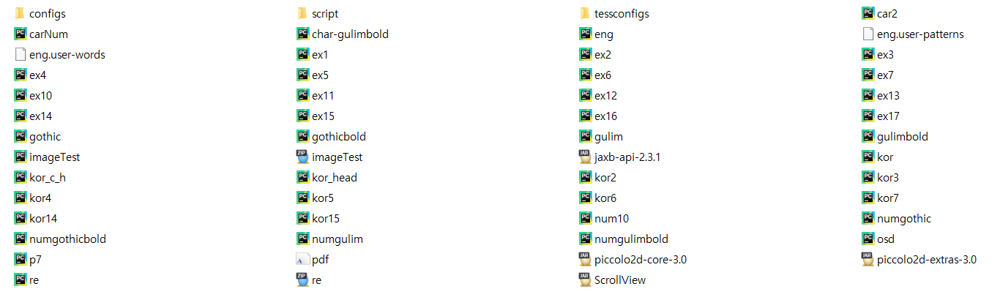 configs script tessconfigs car2
carNum char-gulimbold eng eng.user-patterns
eng.user-words ex1 ex2 ex3
ex4 ex5 ex6 ex7
ex10 ex11 ex12 ex13
ex14 ex15 ex16 ex17
gothic gothicbold gulim gulimbold
imageTest imageTest jaxb-api-2.3.1 kor
kor_c_h kor_head kor2 kor3
kor4 kor5 kor6 kor7
kor14 kor15 num10 numgothic
numgothicbold numgulim numgulimbold osd
p7 pdf piccolo2d-core-3.0 piccolo2d-extras-3.0
re re ScrollView